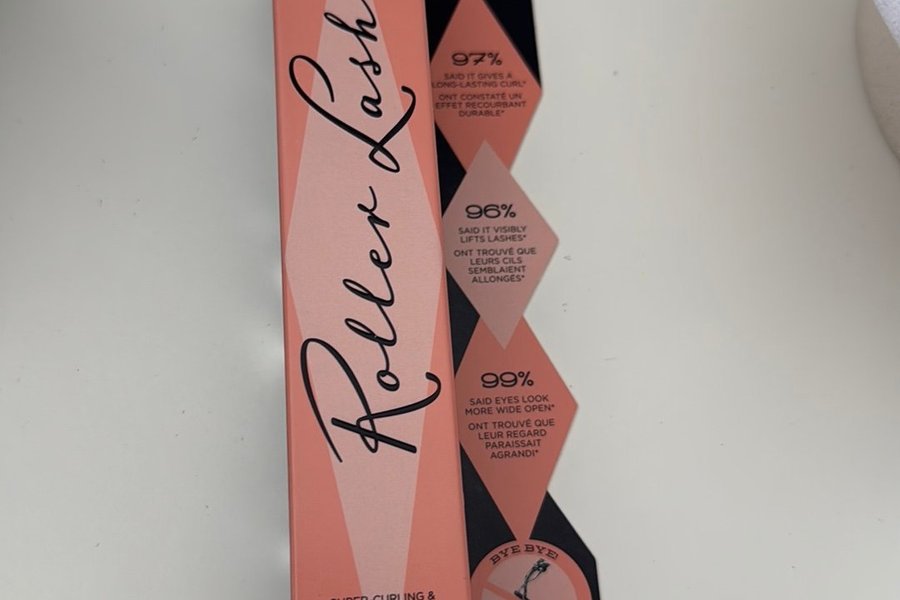 Roller Lash
SUPER-CURLING &
97%
SAID IT GIVES A
LONG-LASTING CURL*
ONT CONSTATÉ UN
EFFET RECOURBANT
DURABLE*
96%
SAID IT VISIBLY
LIFTS LASHES*
ONT TROUVÉ QUE
LEURS CILS
SEMBLAIENT
ALLONGÉS*
99%
SAID EYES LOOK
MORE WIDE OPEN*
ONT TROUVÉ QUE
LEUR REGARD
PARAISSAIT
AGRANDI*
BYE BYE!